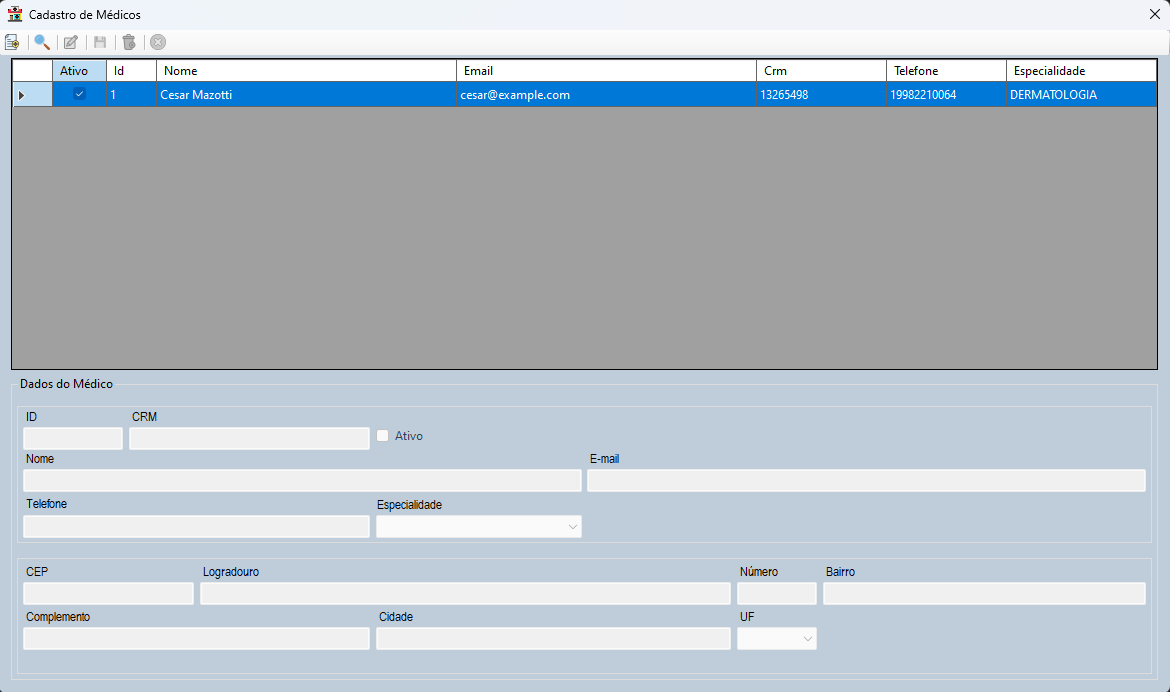 Cadastro de Médicos
Ativo Id Nome Email Crm Telefone Especialidade
1 Cesar Mazotti cesar@example.com 13265498 19982210064 DERMATOLOGIA
Dados do Médico
ID CRM
Ativo
Nome E-mail
Telefone Especialidade
CEP Logradouro Número Bairro
Complemento Cidade UF